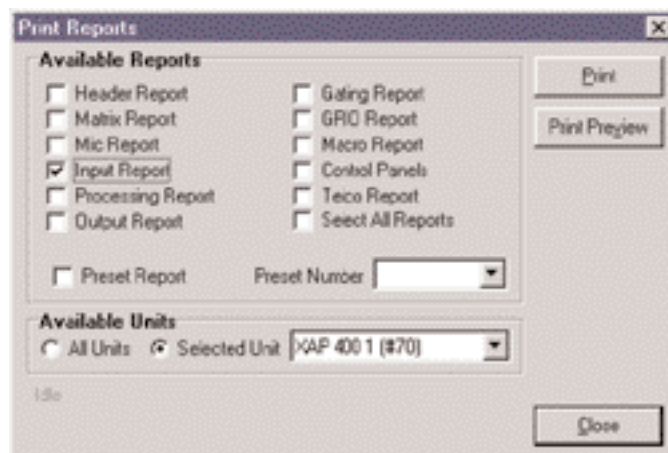 Print Reports
Available Reports
Header Report
Matrix Report
Mic Report
Input Report
Processing Report
Output Report
Gating Report
GPIO Report
Macro Report
Control Panels
Telco Report
Select All Reports
Preset Report
Preset Number
Available Units
All Units
Selected Unit
XAP 400 1 (#70)
Idle
Print
Print Preview
Close